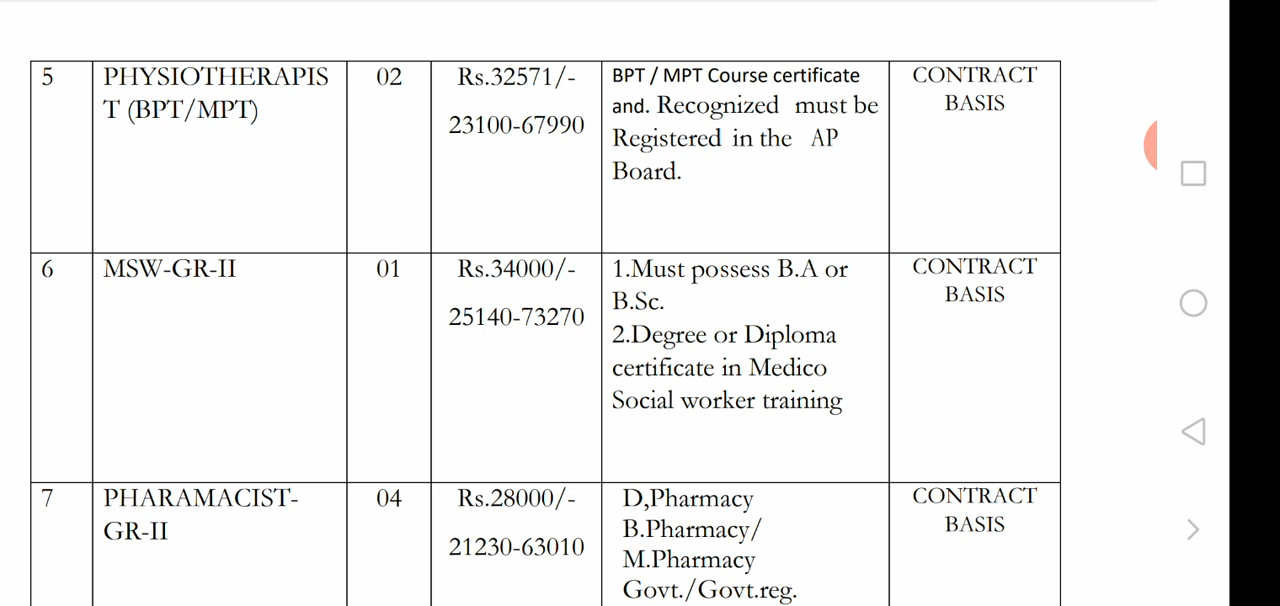 5
PHYSIOTHERAPIS
T (BPT/MPT)
02
Rs.32571/-
23100-67990
BPT / MPT Course certificate
and. Recognized must be
Registered in the AP
Board.
CONTRACT
BASIS
6
MSW-GR-II
01
Rs.34000/-
25140-73270
1.Must possess B.A or
B.Sc.
2.Degree or Diploma
certificate in Medico
Social worker training
CONTRACT
BASIS
7
PHARAMACIST-
GR-II
04
Rs.28000/-
21230-63010
D,Pharmacy
B.Pharmacy/
M.Pharmacy
Govt./Govt.reg.
CONTRACT
BASIS